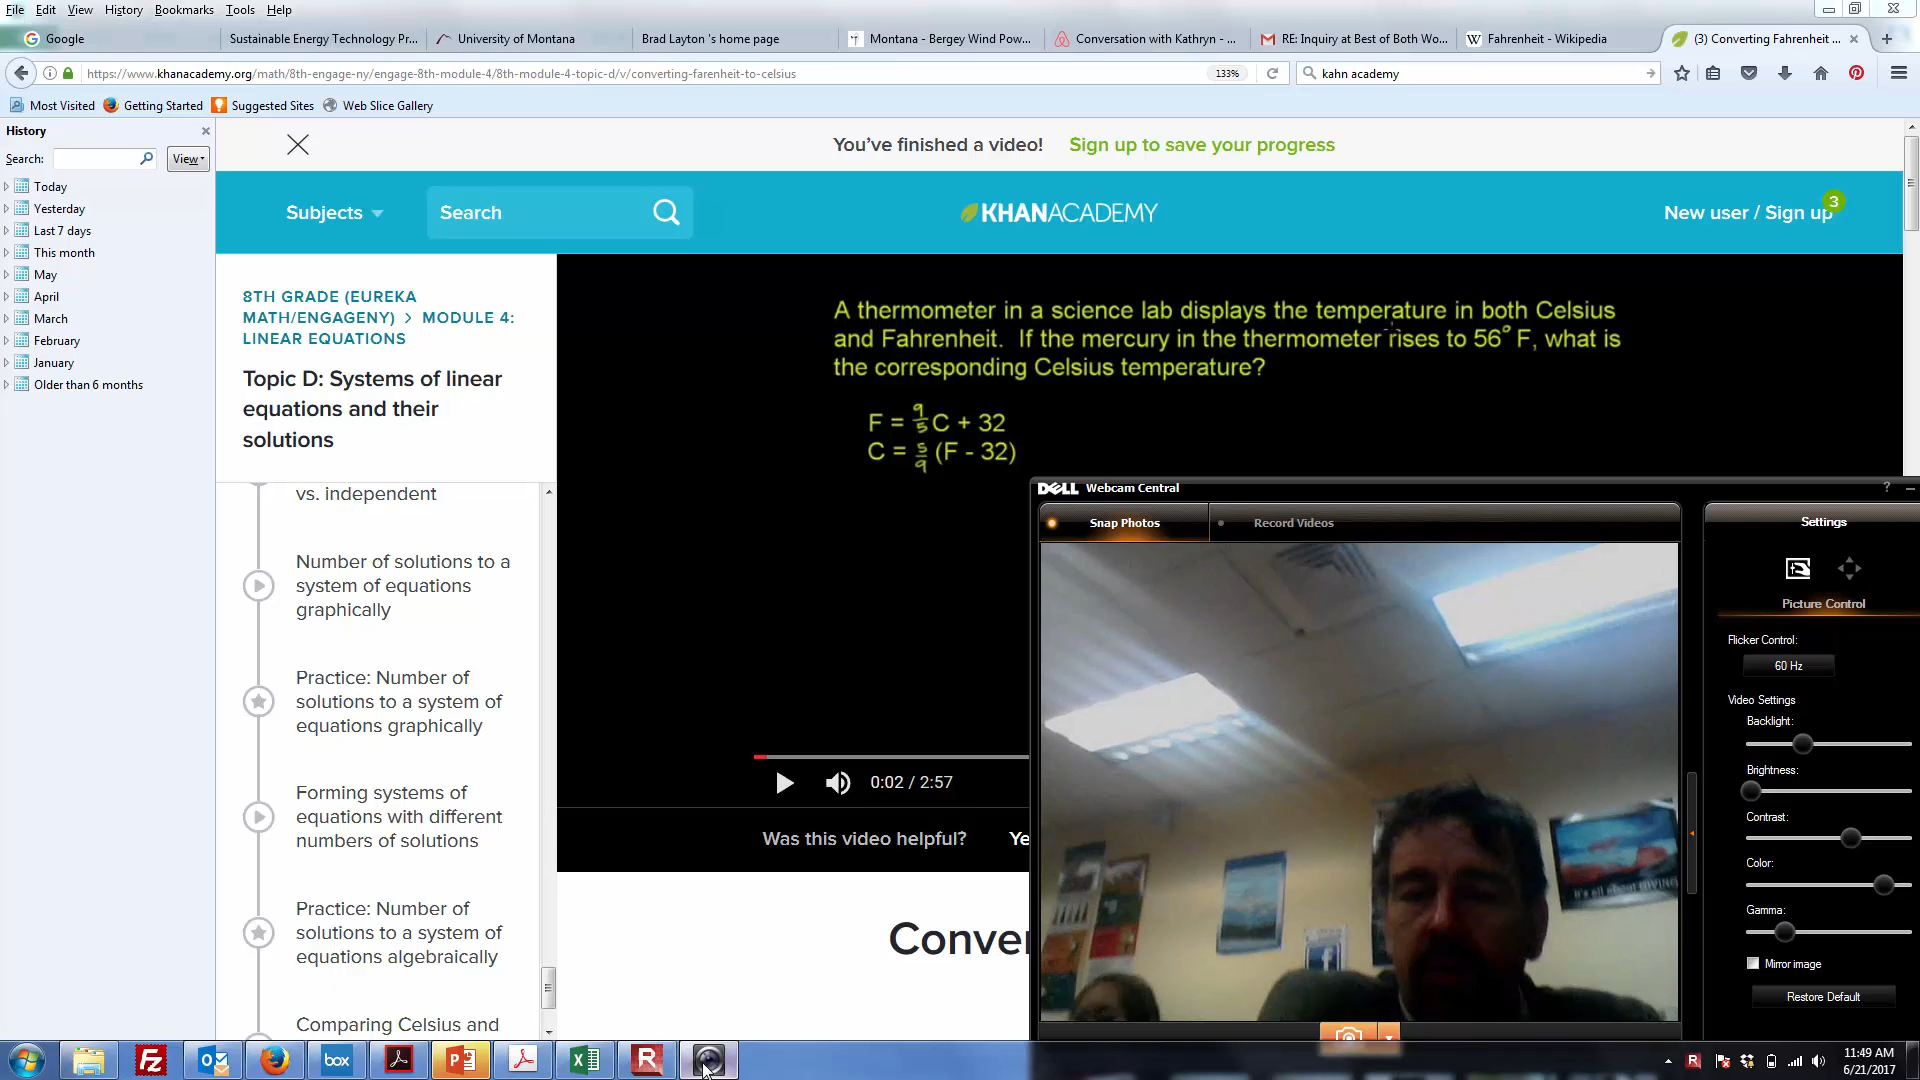 File Edit View History Bookmarks Tools Help
Google
Sustainable Energy Technology Pr...
University of Montana
Brad Layton 's home page
Montana - Bergey Wind Pow...
Conversation with Kathryn - ...
RE: Inquiry at Best of Both Wo...
Fahrenheit - Wikipedia
(3) Converting Fahrenheit ...
https://www.khanacademy.org/math/8th-engage-ny/engage-8th-module-4/8th-module-4-topic-d/v/converting-farenheit-to-celsius
133%
kahn academy
Most Visited Getting Started Suggested Sites Web Slice Gallery
History
Search: View
Today
Yesterday
Last 7 days
This month
May
April
March
February
January
Older than 6 months
You've finished a video! Sign up to save your progress
Subjects Search KHANACADEMY New user / Sign up 3
8TH GRADE (EUREKA
MATH/ENGAGENY) > MODULE 4:
LINEAR EQUATIONS
Topic D: Systems of linear
equations and their
solutions
vs. independent
Number of solutions to a
system of equations
graphically
Practice: Number of
solutions to a system of
equations graphically
Forming systems of
equations with different
numbers of solutions
Practice: Number of
solutions to a system of
equations algebraically
Comparing Celsius and
A thermometer in a science lab displays the temperature in both Celsius
and Fahrenheit. If the mercury in the thermometer rises to 56° F, what is
the corresponding Celsius temperature?
F = 9/5 C + 32
C = 5/9 (F - 32)
0:02 / 2:57
Was this video helpful? Ye
Conver
DELL Webcam Central
Snap Photos Record Videos
Settings
Picture Control
Flicker Control:
60 Hz
Video Settings
Backlight:
Brightness:
Contrast:
Color:
Gamma:
Mirror image
Restore Default
It's all about
box
11:49 AM
6/21/2017